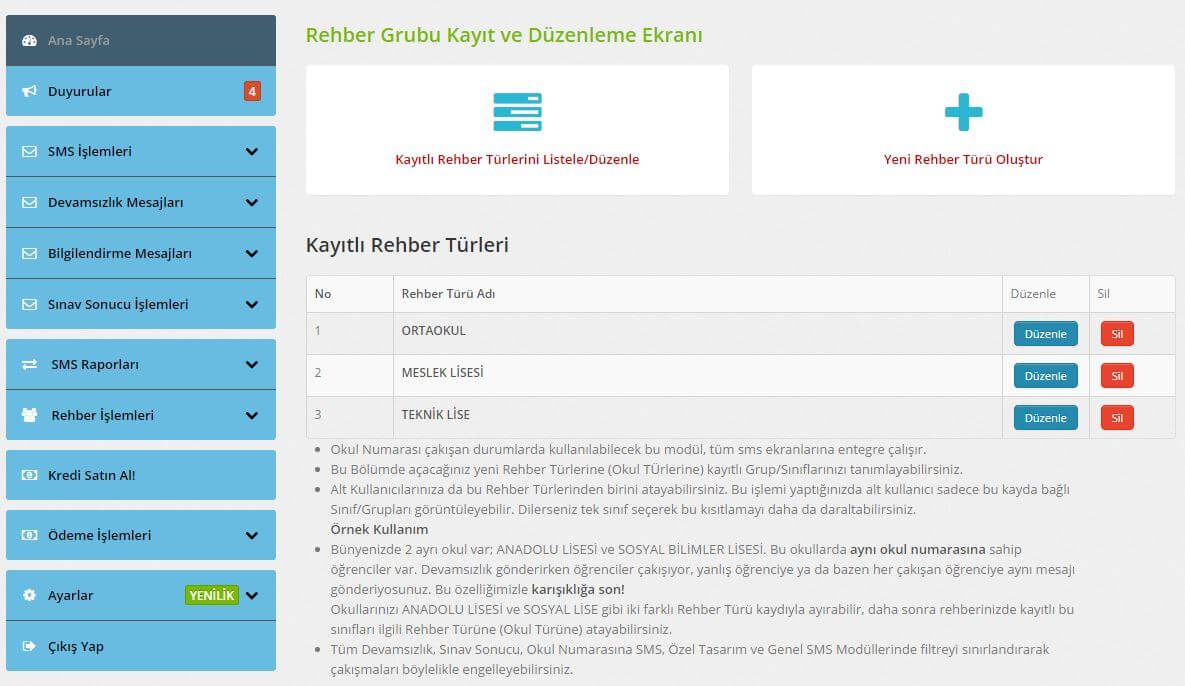 Ana Sayfa
Duyurular 4
SMS İşlemleri
Devamsızlık Mesajları
Bilgilendirme Mesajları
Sınav Sonucu İşlemleri
SMS Raporları
Rehber İşlemleri
Kredi Satın Al!
Ödeme İşlemleri
Ayarlar YENİLİK
Çıkış Yap
Rehber Grubu Kayıt ve Düzenleme Ekranı
Kayıtlı Rehber Türlerini Listele/Düzenle
Yeni Rehber Türü Oluştur
Kayıtlı Rehber Türleri
No Rehber Türü Adı Düzenle Sil
1 ORTAOKUL Düzenle Sil
2 MESLEK LİSESİ Düzenle Sil
3 TEKNİK LİSE Düzenle Sil
Okul Numarası çakışan durumlarda kullanılabilecek bu modül, tüm sms ekranlarına entegre çalışır.
Bu Bölümde açacağınız yeni Rehber Türlerine (Okul TÜrlerine) kayıtlı Grup/Sınıflarınızı tanımlayabilirsiniz.
Alt Kullanıcılarınıza da bu Rehber Türlerinden birini atayabilirsiniz. Bu işlemi yaptığınızda alt kullanıcı sadece bu kayda bağlı
Sınıf/Grupları görüntüleyebilir. Dilerseniz tek sınıf seçerek bu kısıtlamayı daha da daraltabilirsiniz.
Örnek Kullanım
Bünyenizde 2 ayrı okul var; ANADOLU LİSESİ ve SOSYAL BİLİMLER LİSESİ. Bu okullarda aynı okul numarasına sahip
öğrenciler var. Devamsızlık gönderirken öğrenciler çakışıyor, yanlış öğrenciye ya da bazen her çakışan öğrenciye aynı mesajı
gönderiyosunuz. Bu özelliğimizle karışıklığa son!
Okullarınızı ANADOLU LİSESİ ve SOSYAL LİSE gibi iki farklı Rehber Türü kaydıyla ayırabilir, daha sonra rehberinizde kayıtlı bu
sınıfları ilgili Rehber Türüne (Okul Türüne) atayabilirsiniz.
Tüm Devamsızlık, Sınav Sonucu, Okul Numarasına SMS, Özel Tasarım ve Genel SMS Modüllerinde filtreyi sınırlandırarak
çakışmaları böylelikle engelleyebilirsiniz.